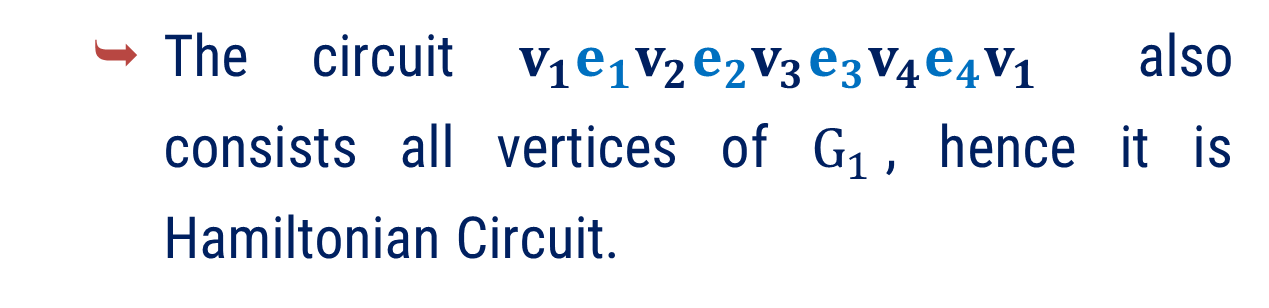 The circuit v₁e₁v₂e₂v₃e₃v₄e₄v₁ also
consists all vertices of G₁ , hence it is
Hamiltonian Circuit.